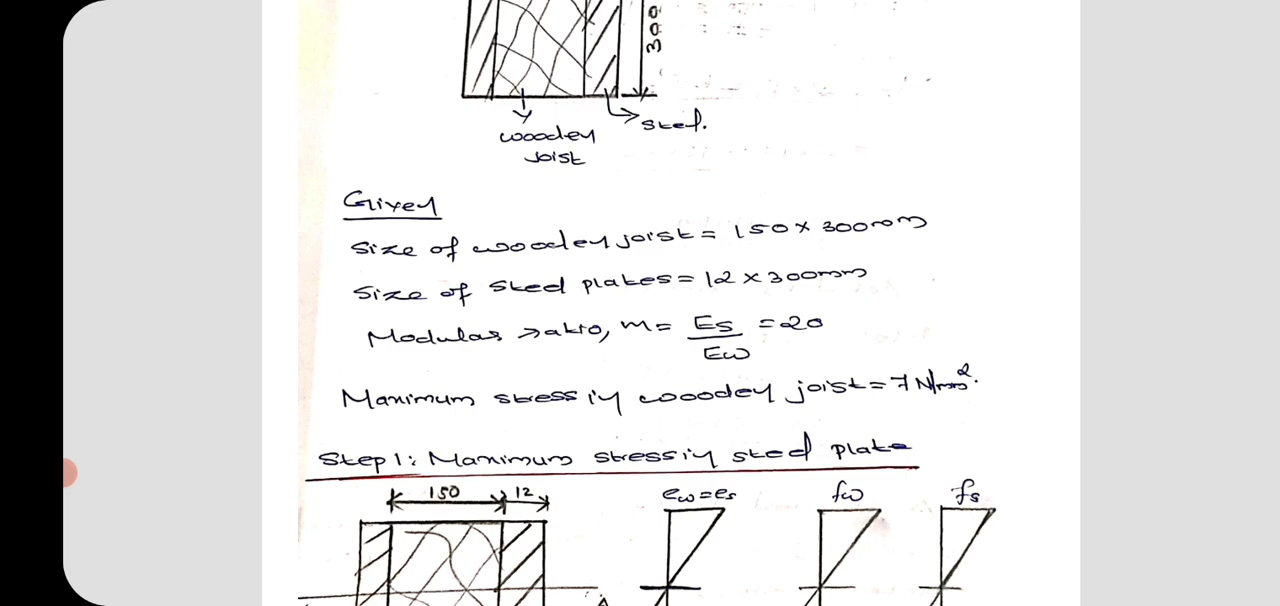 300
steel.
wooden
joist
Given
Size of wooden joist = 150 x 300mm
Size of steel plates = 12 x 300mm
Modular ratio, m = Es/Ew = 20
Maximum stress in wooden joist = 7 N/mm².
Step 1: Maximum stress in steel plate
150 12 ew = es fw fs